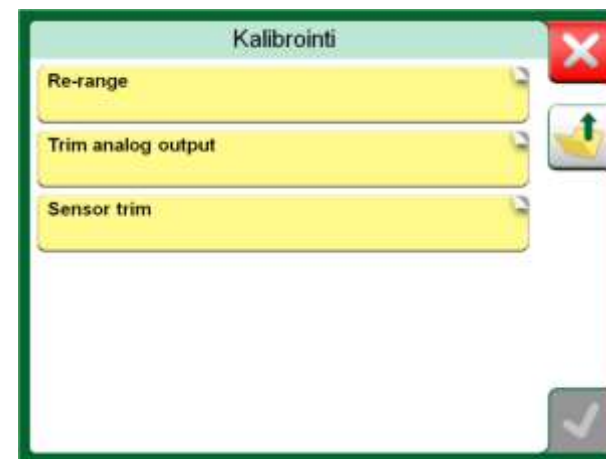 Kalibrointi
Re-range
Trim analog output
Sensor trim